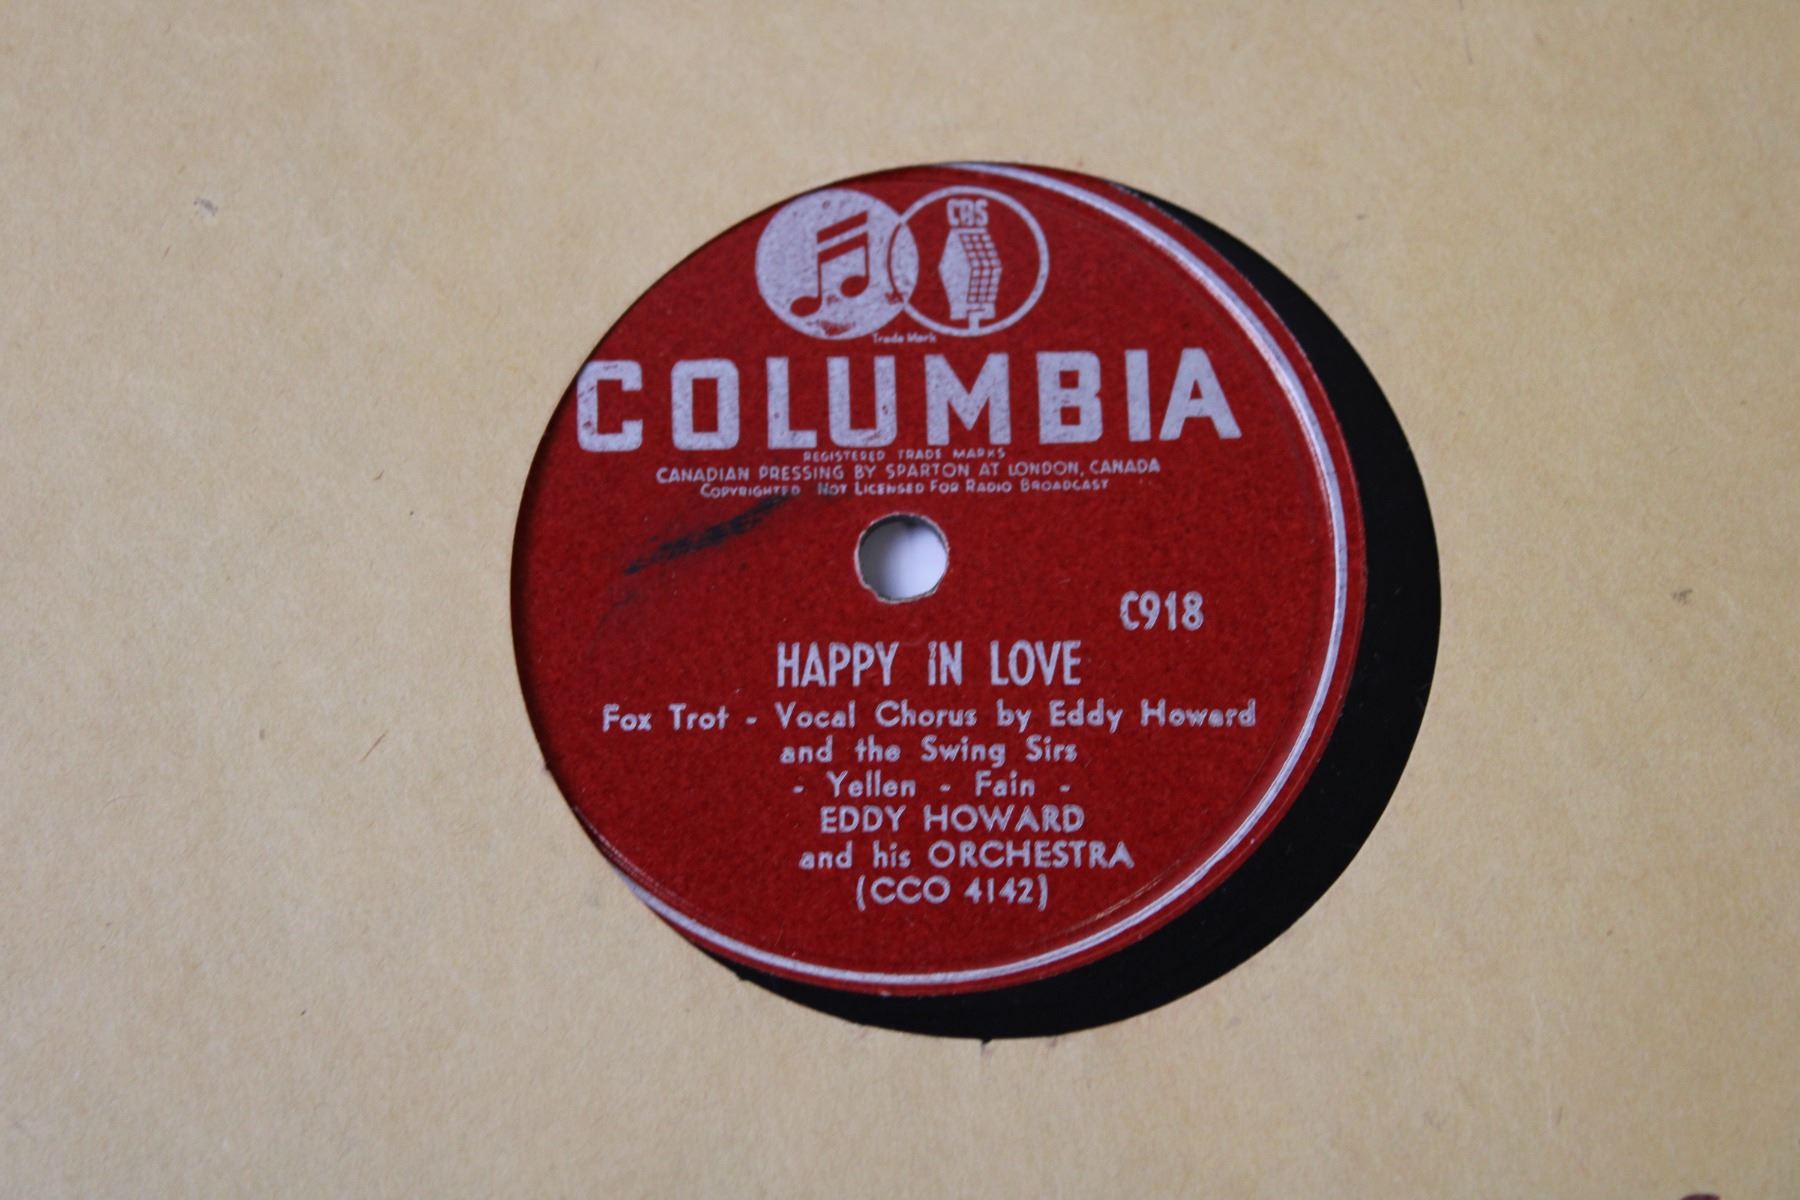 CBS
Trade Mark
COLUMBIA
REGISTERED TRADE MARKS
CANADIAN PRESSING BY SPARTON AT LONDON, CANADA
COPYRIGHTED NOT LICENSED FOR RADIO BROADCAST
C918
HAPPY IN LOVE
Fox Trot - Vocal Chorus by Eddy Howard
and the Swing Sirs
- Yellen - Fain -
EDDY HOWARD
and his ORCHESTRA
(CCO 4142)